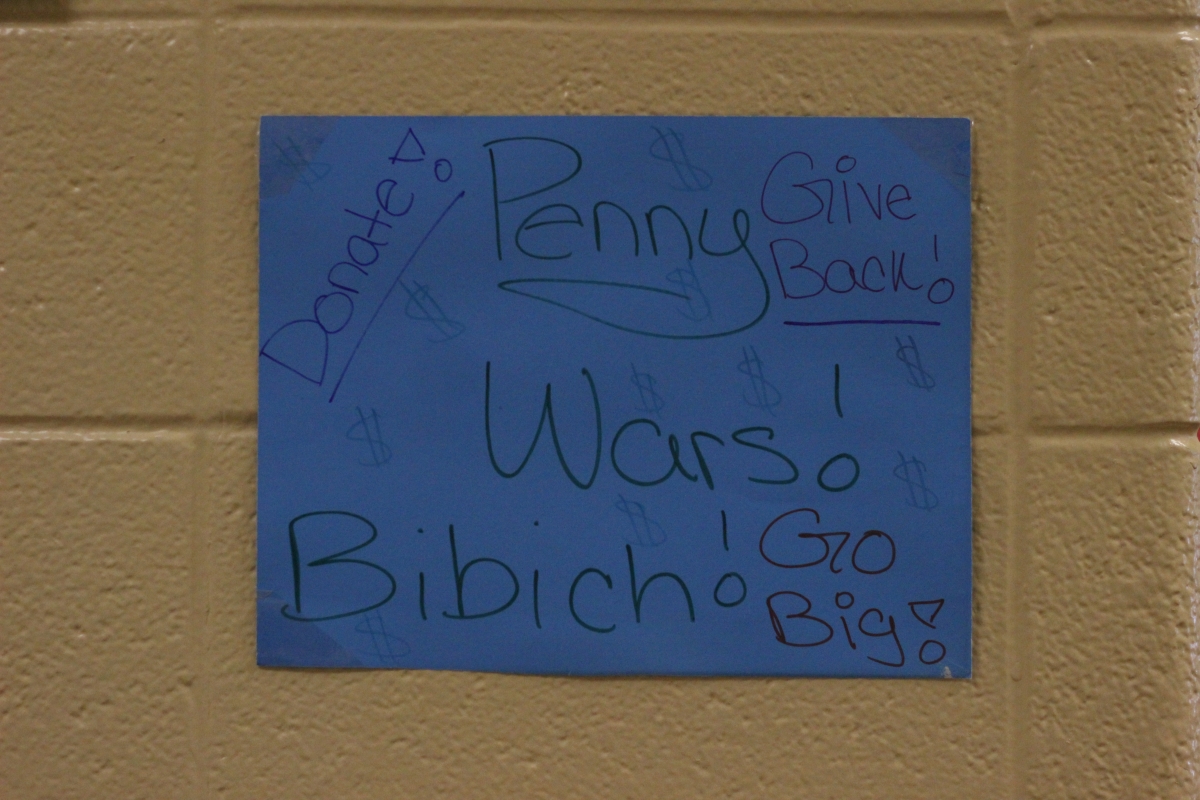 Donate!
Penny
Give
Back!
Wars!
Bibich!
Go
Big!
$ $ $ $ $ $ $ $ $ $ $